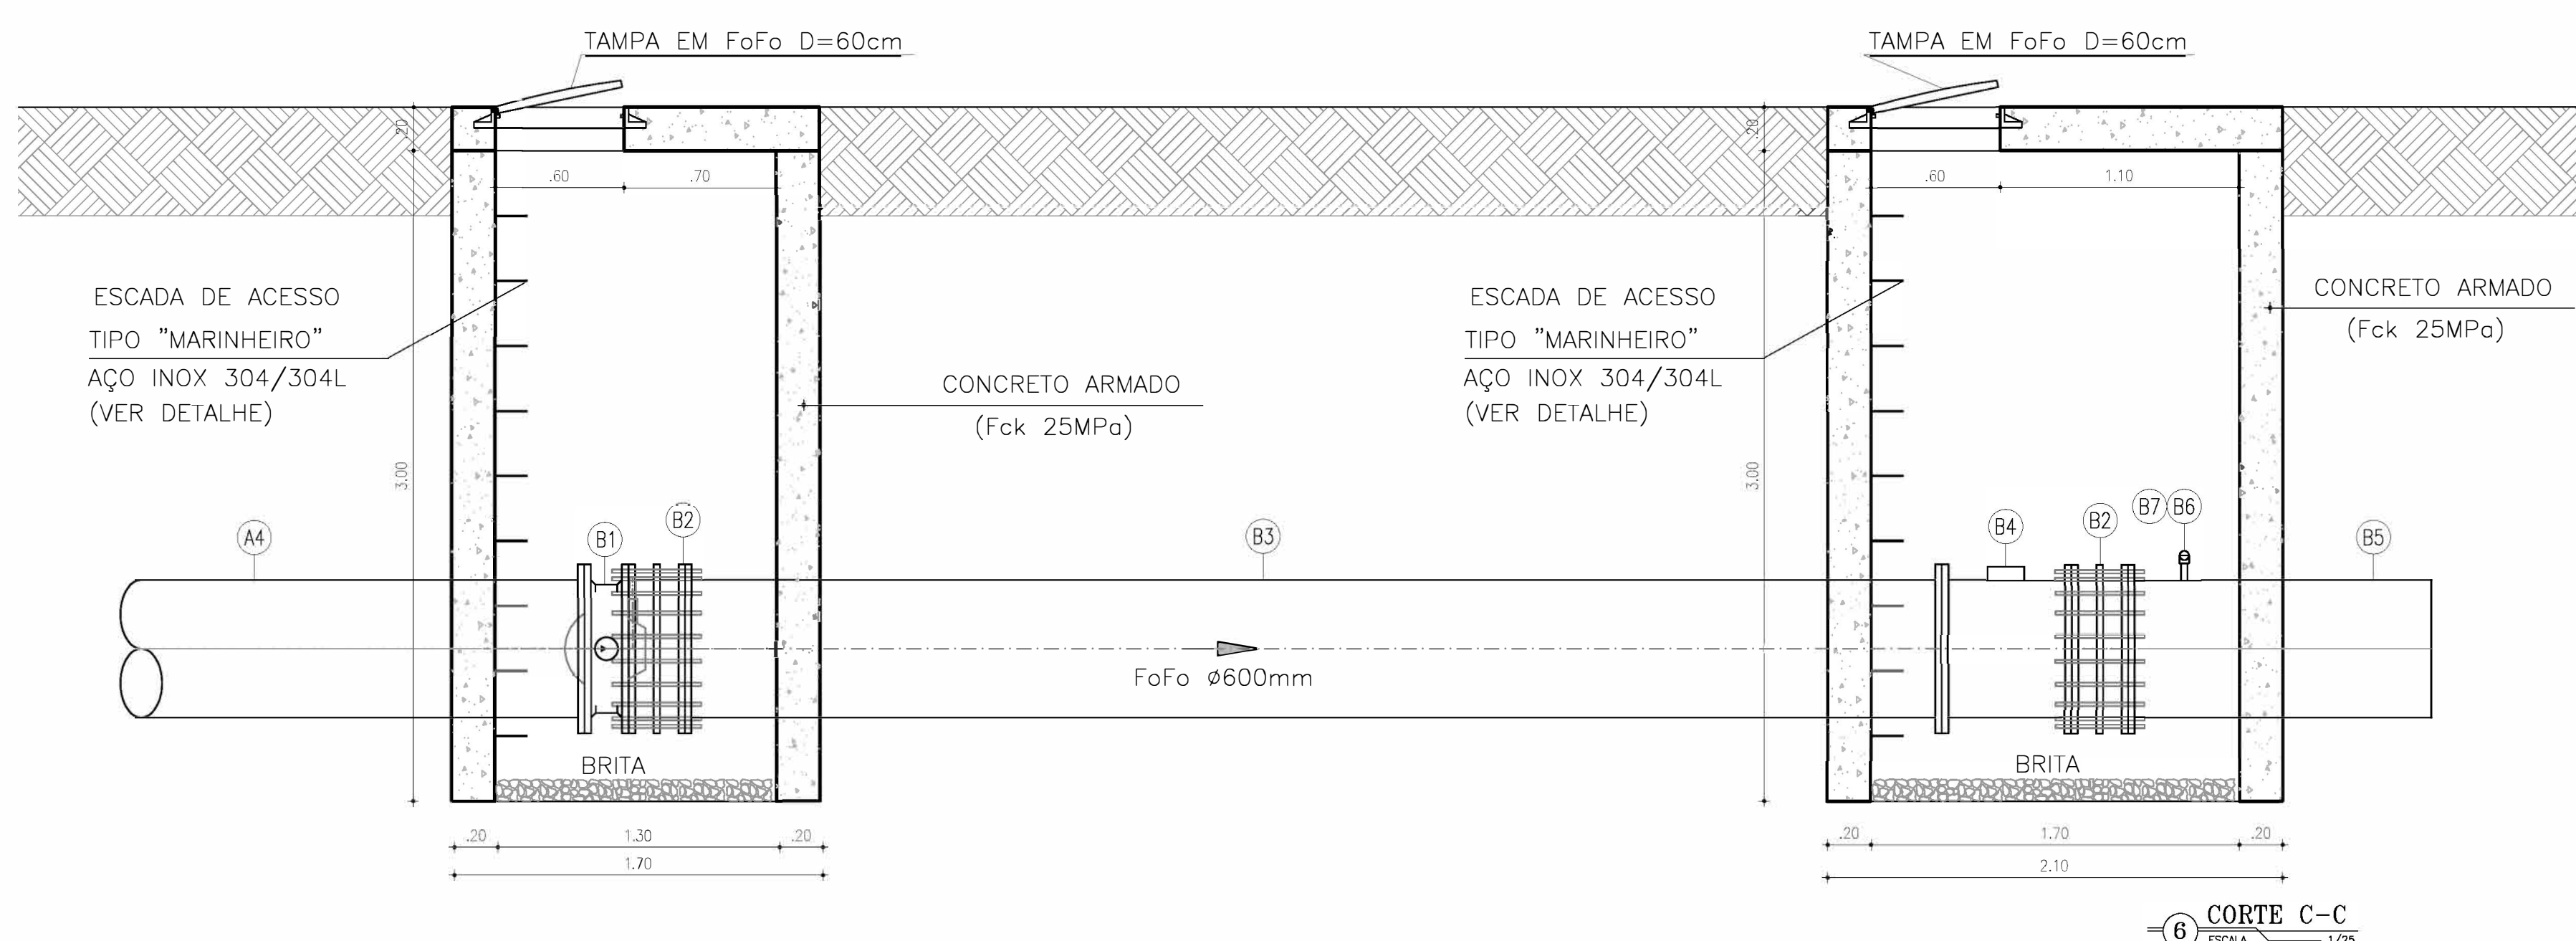 TAMPA EM FoFo D=60cm
TAMPA EM FoFo D=60cm
.20
.20
.60
.70
.60
1.10
ESCADA DE ACESSO
TIPO "MARINHEIRO"
AÇO INOX 304/304L
(VER DETALHE)
CONCRETO ARMADO
(Fck 25MPa)
ESCADA DE ACESSO
TIPO "MARINHEIRO"
AÇO INOX 304/304L
(VER DETALHE)
CONCRETO ARMADO
(Fck 25MPa)
3.00
3.00
A4
B1
B2
B3
B4
B2
B7
B6
B5
FoFo Ø600mm
BRITA
BRITA
.20
1.30
.20
1.70
.20
1.70
.20
2.10
6
CORTE C-C
ESCALA 1/25